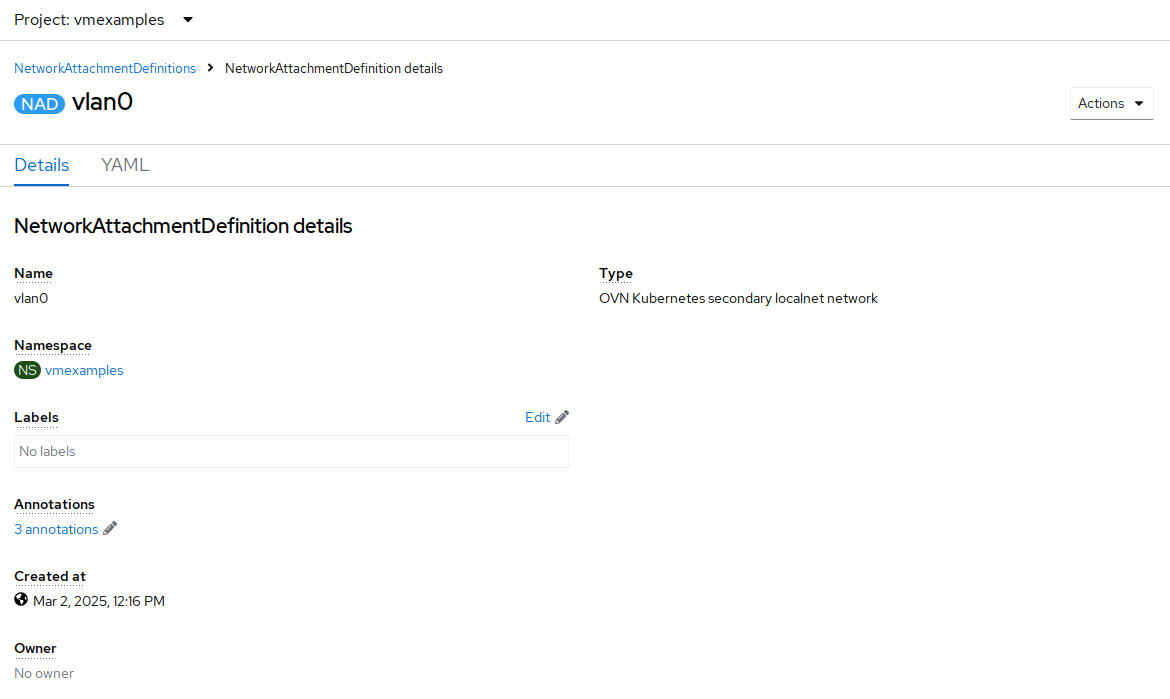 Project: vmexamples
NetworkAttachmentDefinitions > NetworkAttachmentDefinition details
NAD vlan0
Actions
Details YAML
NetworkAttachmentDefinition details
Name
vlan0
Type
OVN Kubernetes secondary localnet network
Namespace
NS vmexamples
Labels Edit
No labels
Annotations
3 annotations
Created at
Mar 2, 2025, 12:16 PM
Owner
No owner